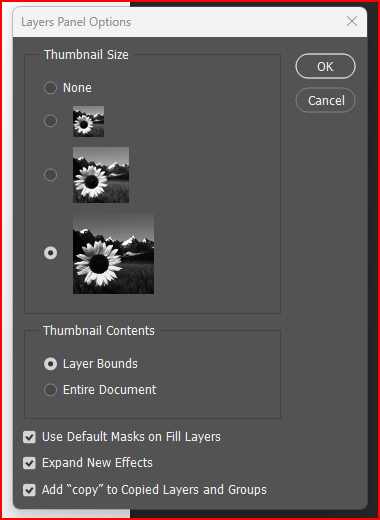 Layers Panel Options
Thumbnail Size
OK
None
Cancel
Thumbnail Contents
Layer Bounds
Entire Document
Use Default Masks on Fill Layers
Expand New Effects
Add “copy” to Copied Layers and Groups